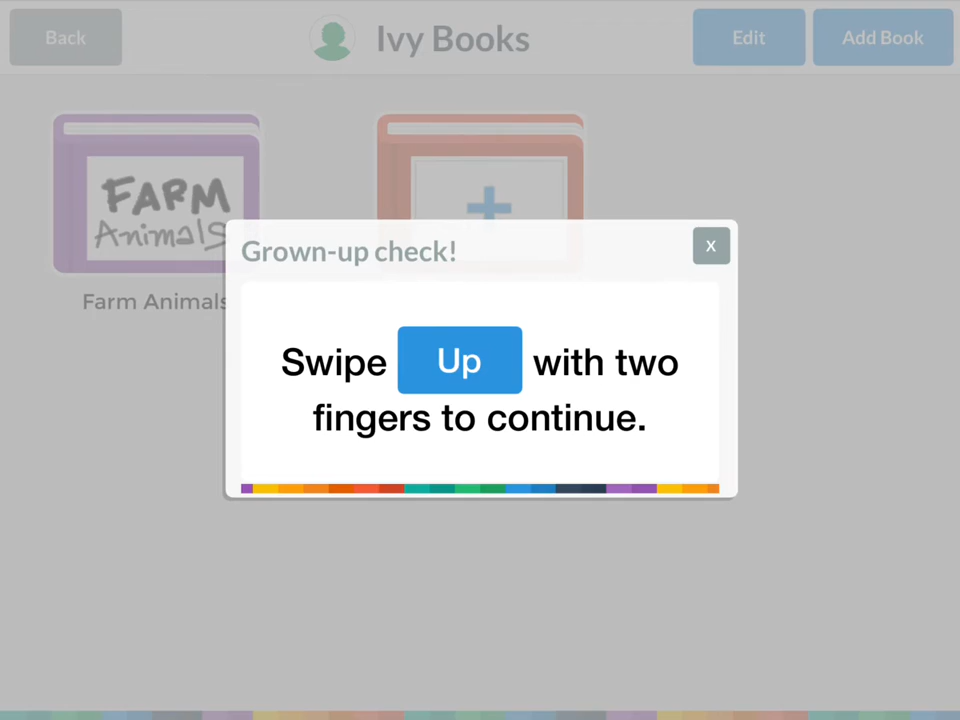 Back
Ivy Books
Edit
Add Book
FARM
Animals
Farm Animals
Grown-up check!
x
Swipe Up with two
fingers to continue.